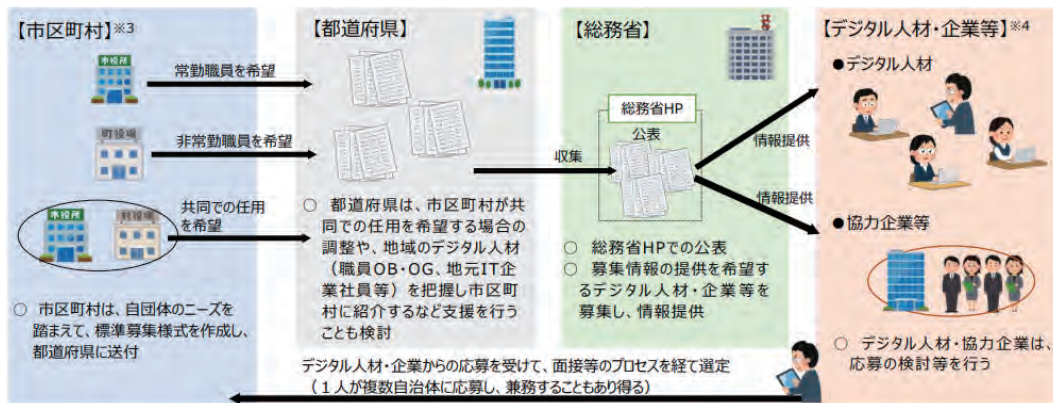 【市区町村】※3
市役所
常勤職員を希望
町役場
非常勤職員を希望
市役所
村役場
共同での任用
を希望
○ 市区町村は、自団体のニーズを
踏まえて、標準募集様式を作成し、
都道府県に送付
【都道府県】
○ 都道府県は、市区町村が共
同での任用を希望する場合の
調整や、地域のデジタル人材
（職員OB・OG、地元IT企
業社員等）を把握し市区町
村に紹介するなど支援を行う
ことも検討
収集
【総務省】
総務省HP
公表
○ 総務省HPでの公表
○ 募集情報の提供を希望す
るデジタル人材・企業等を
募集し、情報提供
情報提供
情報提供
【デジタル人材・企業等】※4
●デジタル人材
●協力企業等
○ デジタル人材・協力企業は、
応募の検討等を行う
デジタル人材・企業からの応募を受けて、面接等のプロセスを経て選定
（１人が複数自治体に応募し、兼務することもあり得る）